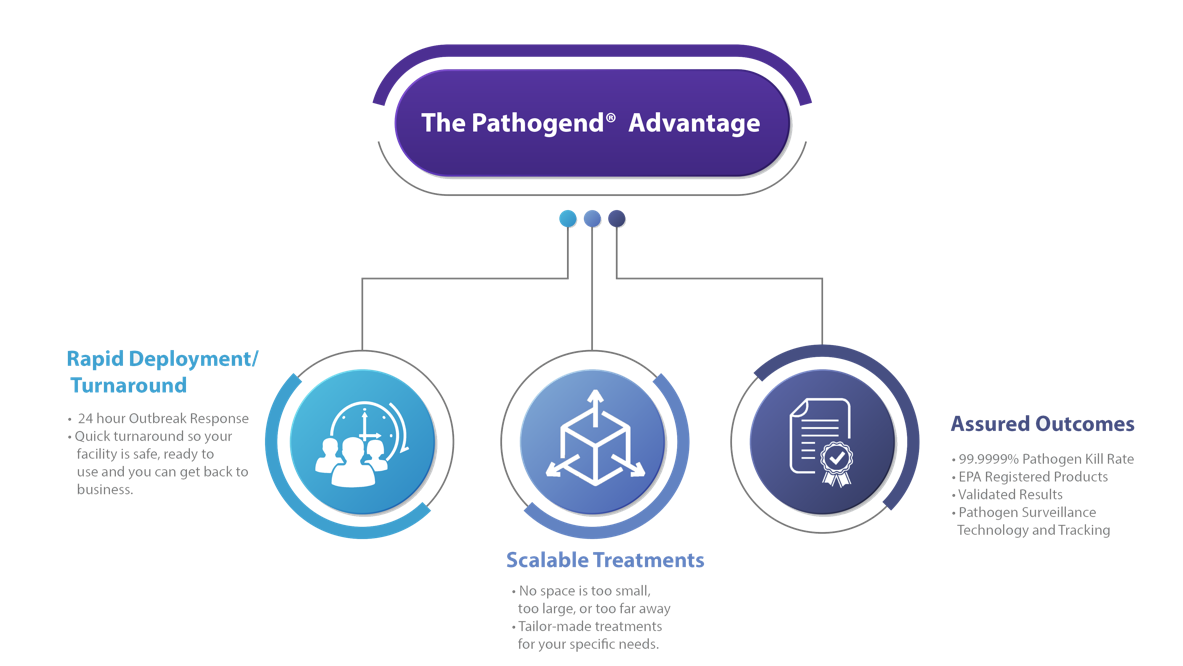 The Pathogend® Advantage
Rapid Deployment/
Turnaround
• 24 hour Outbreak Response
• Quick turnaround so your
facility is safe, ready to
use and you can get back to
business.
Scalable Treatments
• No space is too small,
too large, or too far away
• Tailor-made treatments
for your specific needs.
Assured Outcomes
• 99.9999% Pathogen Kill Rate
• EPA Registered Products
• Validated Results
• Pathogen Surveillance
Technology and Tracking